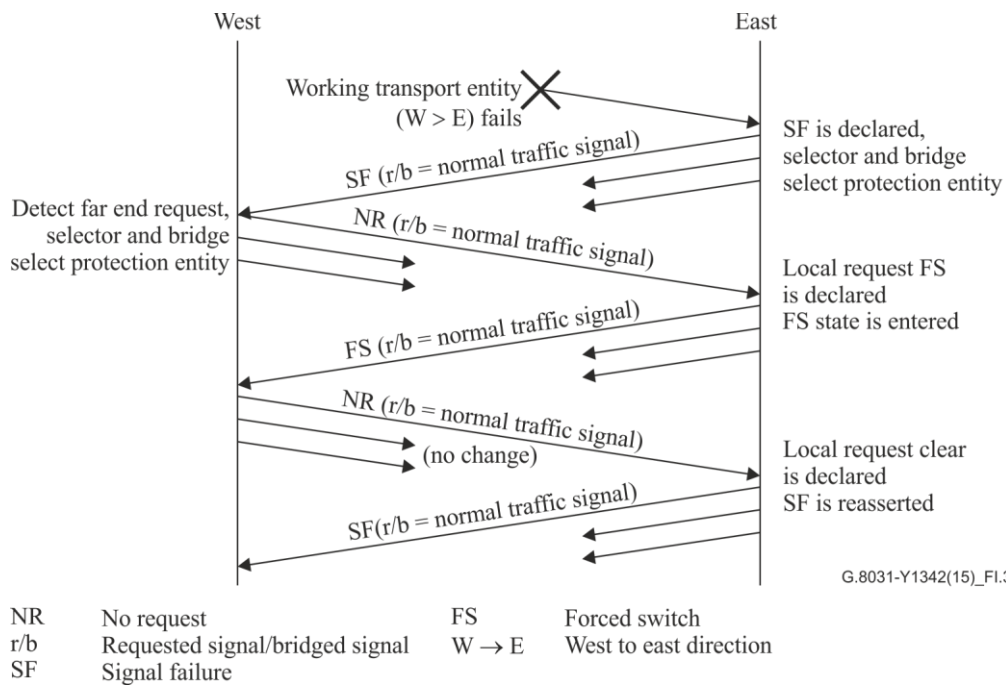 West
East
Working transport entity
(W > E) fails
SF is declared,
selector and bridge
select protection entity
SF (r/b = normal traffic signal)
Detect far end request,
selector and bridge
select protection entity
NR (r/b = normal traffic signal)
Local request FS
is declared
FS state is entered
FS (r/b = normal traffic signal)
NR (r/b = normal traffic signal)
(no change)
Local request clear
is declared
SF is reasserted
SF(r/b = normal traffic signal)
G.8031-Y1342(15)_FI.3
NR No request
FS Forced switch
r/b Requested signal/bridged signal
W → E West to east direction
SF Signal failure